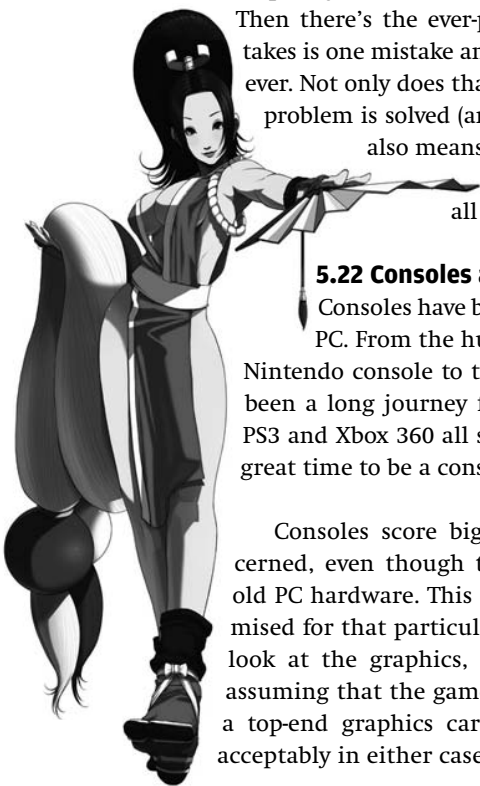 Then there’s the ever-p
takes is one mistake an
ever. Not only does tha
problem is solved (an
also means
all
5.22 Consoles a
Consoles have b
PC. From the hu
Nintendo console to t
been a long journey f
PS3 and Xbox 360 all s
great time to be a cons
Consoles score big
cerned, even though t
old PC hardware. This
mised for that particul
look at the graphics,
assuming that the gam
a top-end graphics car
acceptably in either case